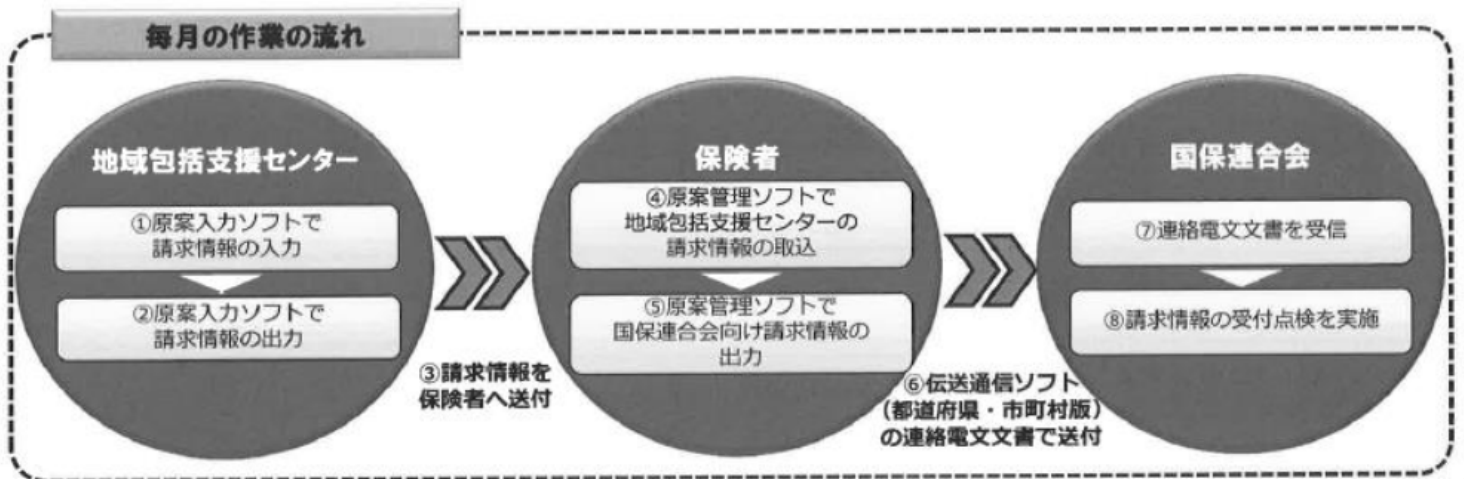 毎月の作業の流れ
地域包括支援センター
①原案入力ソフトで
請求情報の入力
②原案入力ソフトで
請求情報の出力
③請求情報を
保険者へ送付
保険者
④原案管理ソフトで
地域包括支援センターの
請求情報の取込
⑤原案管理ソフトで
国保連合会向け請求情報の
出力
⑥伝送通信ソフト
(都道府県・市町村版)
の連絡電文文書で送付
国保連合会
⑦連絡電文文書を受信
⑧請求情報の受付点検を実施